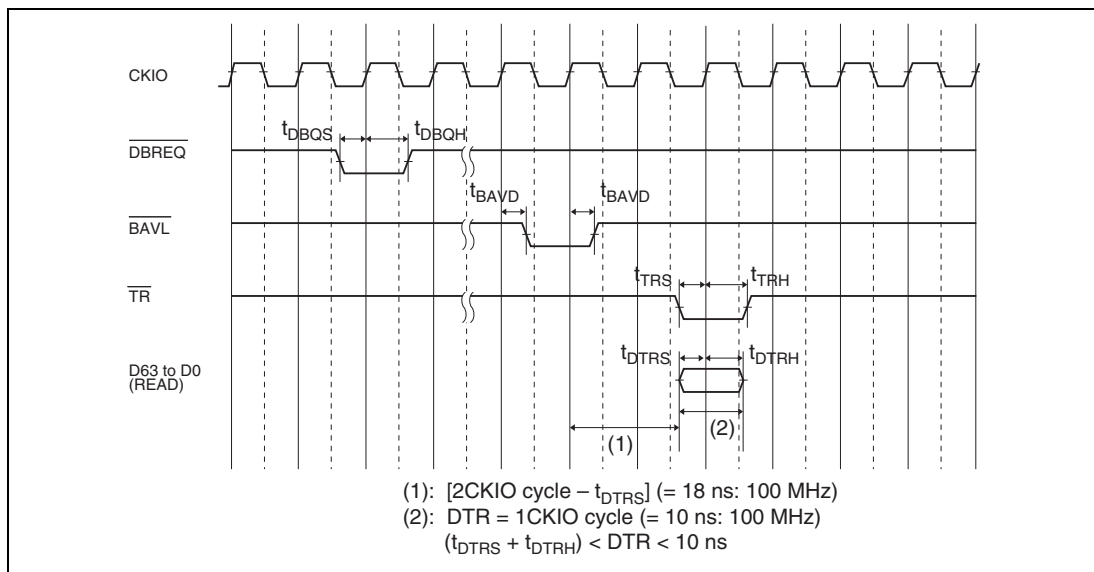 CKIO
tDBQS tDBQH
DBREQ
tBAVD tBAVD
BAVL
tTRS tTRH
TR
tDTRS tDTRH
D63 to D0
(READ)
(1) (2)
(1): [2CKIO cycle – tDTRS] (= 18 ns: 100 MHz)
(2): DTR = 1CKIO cycle (= 10 ns: 100 MHz)
(tDTRS + tDTRH) < DTR < 10 ns